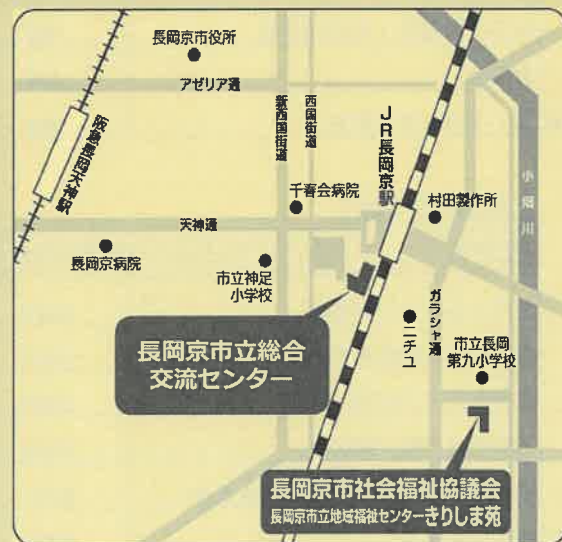 長岡京市役所
アゼリア通
阪急長岡天神駅
新西国街道
西国街道
JR長岡京駅
小畑川
千春会病院
村田製作所
天神通
長岡京病院
市立神足
小学校
ガラシャ通
ニチユ
市立長岡
第九小学校
長岡京市立総合
交流センター
長岡京市社会福祉協議会
長岡京市立地域福祉センターきりしま苑